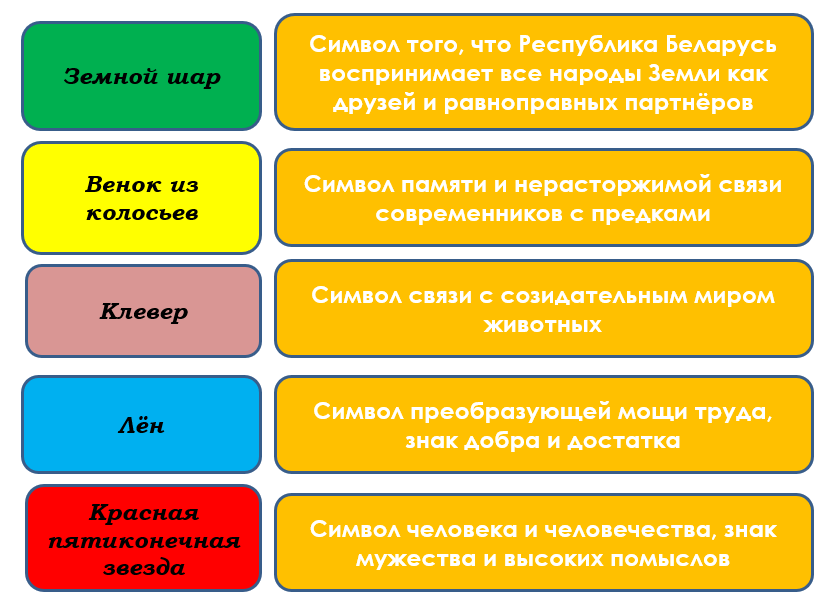 Земной шар
Символ того, что Республика Беларусь
воспринимает все народы Земли как
друзей и равноправных партнёров
Венок из
колосьев
Символ памяти и нерасторжимой связи
современников с предками
Клевер
Символ связи с созидательным миром
животных
Лён
Символ преобразующей мощи труда,
знак добра и достатка
Красная
пятиконечная
звезда
Символ человека и человечества, знак
мужества и высоких помыслов